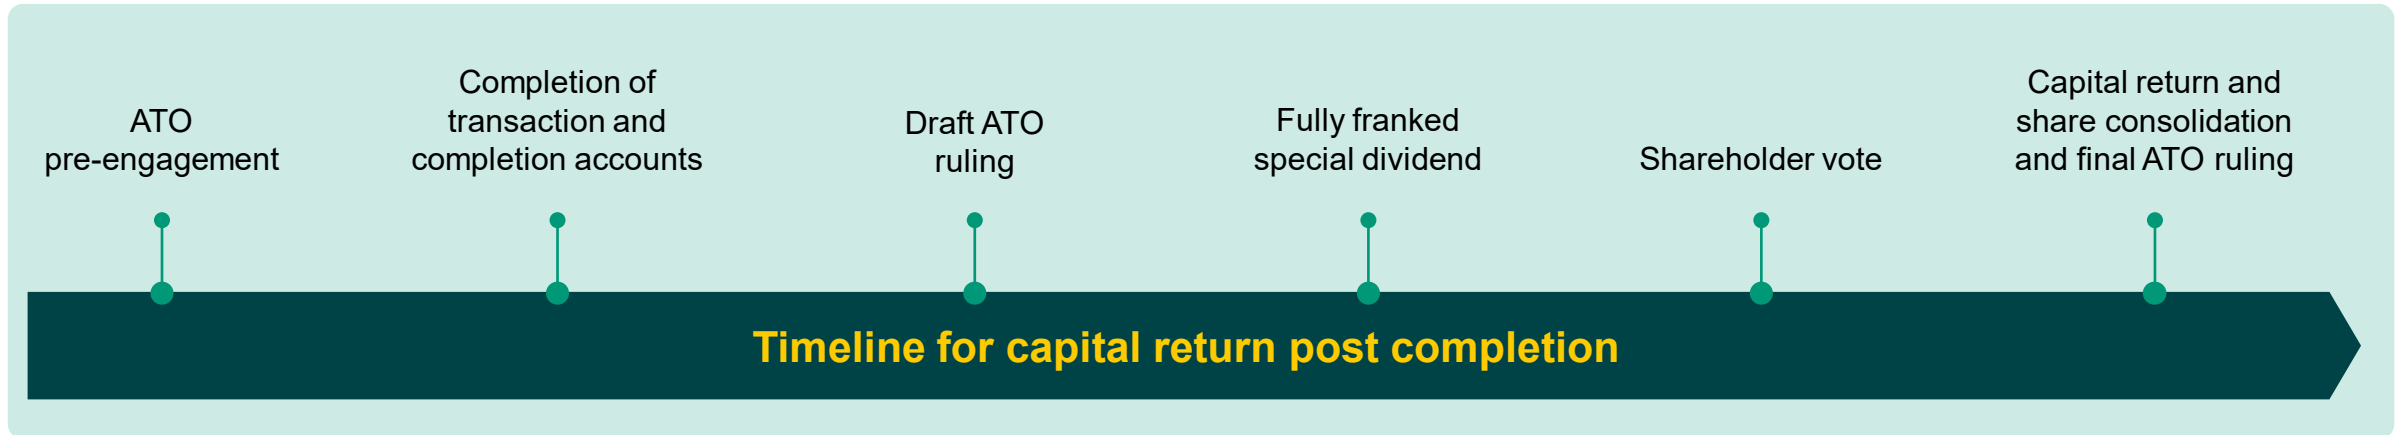 ATO
pre-engagement
Completion of
transaction and
completion accounts
Draft ATO
ruling
Fully franked
special dividend
Shareholder vote
Capital return and
share consolidation
and final ATO ruling
Timeline for capital return post completion